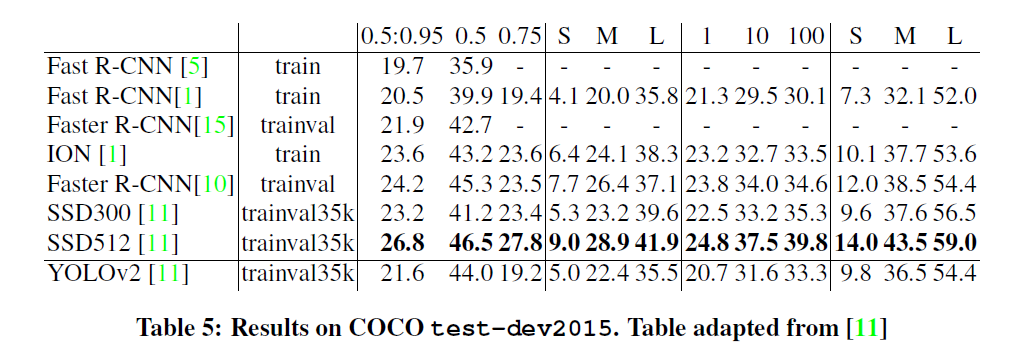 0.5:0.95 0.5 0.75 S M L 1 10 100 S M L
Fast R-CNN [5] train 19.7 35.9 - - - - - - - - - -
Fast R-CNN[1] train 20.5 39.9 19.4 4.1 20.0 35.8 21.3 29.5 30.1 7.3 32.1 52.0
Faster R-CNN[15] trainval 21.9 42.7 - - - - - - - - - -
ION [1] train 23.6 43.2 23.6 6.4 24.1 38.3 23.2 32.7 33.5 10.1 37.7 53.6
Faster R-CNN[10] trainval 24.2 45.3 23.5 7.7 26.4 37.1 23.8 34.0 34.6 12.0 38.5 54.4
SSD300 [11] trainval35k 23.2 41.2 23.4 5.3 23.2 39.6 22.5 33.2 35.3 9.6 37.6 56.5
SSD512 [11] trainval35k 26.8 46.5 27.8 9.0 28.9 41.9 24.8 37.5 39.8 14.0 43.5 59.0
YOLOv2 [11] trainval35k 21.6 44.0 19.2 5.0 22.4 35.5 20.7 31.6 33.3 9.8 36.5 54.4
Table 5: Results on COCO test-dev2015. Table adapted from [11]